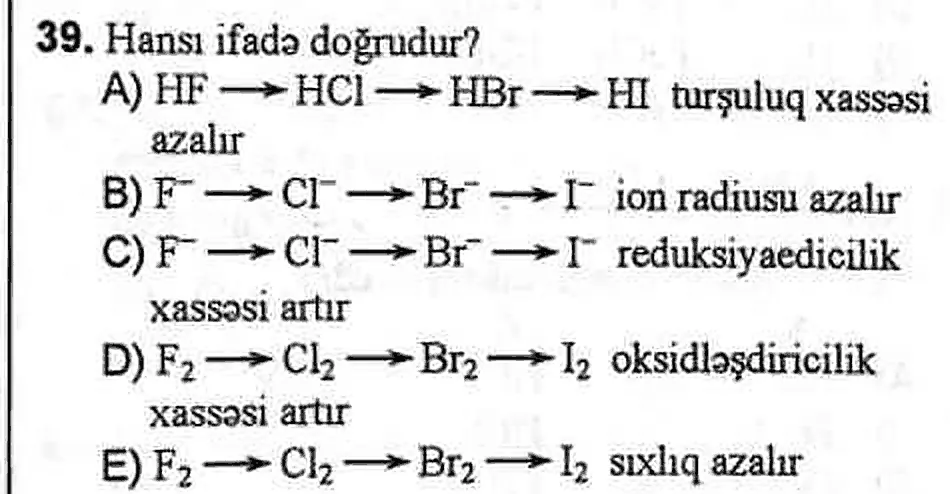 39. Hansı ifadə doğrudur?
A) HF → HCl → HBr → HI turşuluq xassəsi
azalır
B) F⁻ → Cl⁻ → Br⁻ → I⁻ ion radiusu azalır
C) F⁻ → Cl⁻ → Br⁻ → I⁻ reduksiyaedicilik
xassəsi artır
D) F₂ → Cl₂ → Br₂ → I₂ oksidləşdiricilik
xassəsi artır
E) F₂ → Cl₂ → Br₂ → I₂ sıxlıq azalır